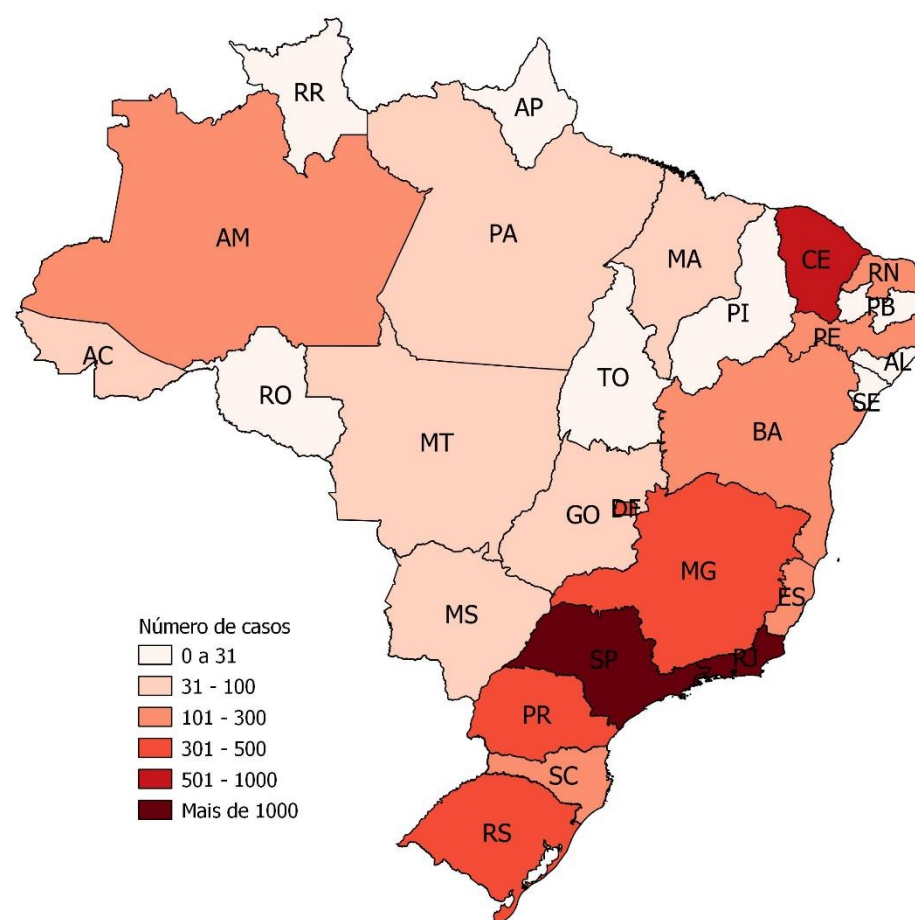 RR
AP
AM
PA
MA
CE
RN
PB
PI
PE
AC
TO
AL
RO
SE
MT
BA
GO
DF
MG
MS
ES
SP
RJ
PR
SC
RS
Número de casos
0 a 31
31 - 100
101 - 300
301 - 500
501 - 1000
Mais de 1000